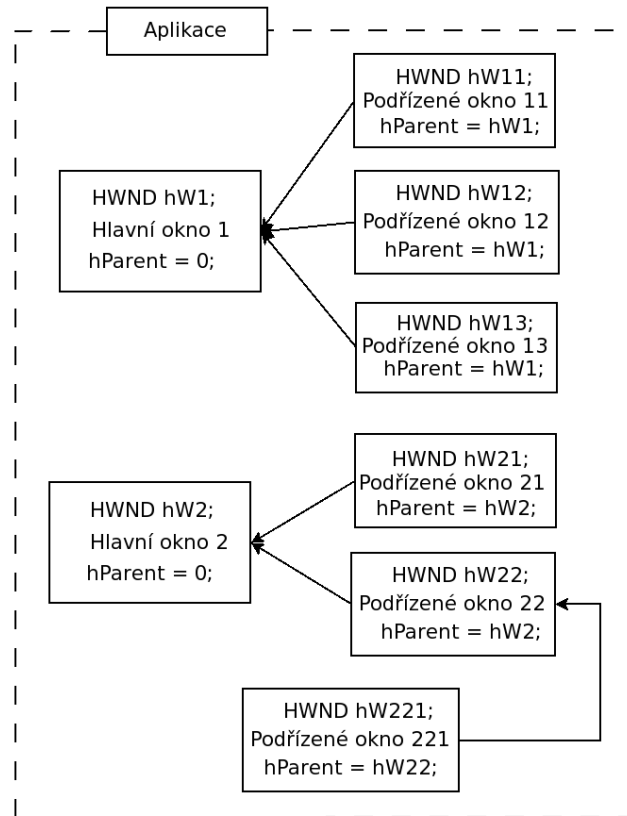 Aplikace
HWND hW1;
Hlavní okno 1
hParent = 0;
HWND hW11;
Podřízené okno 11
hParent = hW1;
HWND hW12;
Podřízené okno 12
hParent = hW1;
HWND hW13;
Podřízené okno 13
hParent = hW1;
HWND hW2;
Hlavní okno 2
hParent = 0;
HWND hW21;
Podřízené okno 21
hParent = hW2;
HWND hW22;
Podřízené okno 22
hParent = hW2;
HWND hW221;
Podřízené okno 221
hParent = hW22;